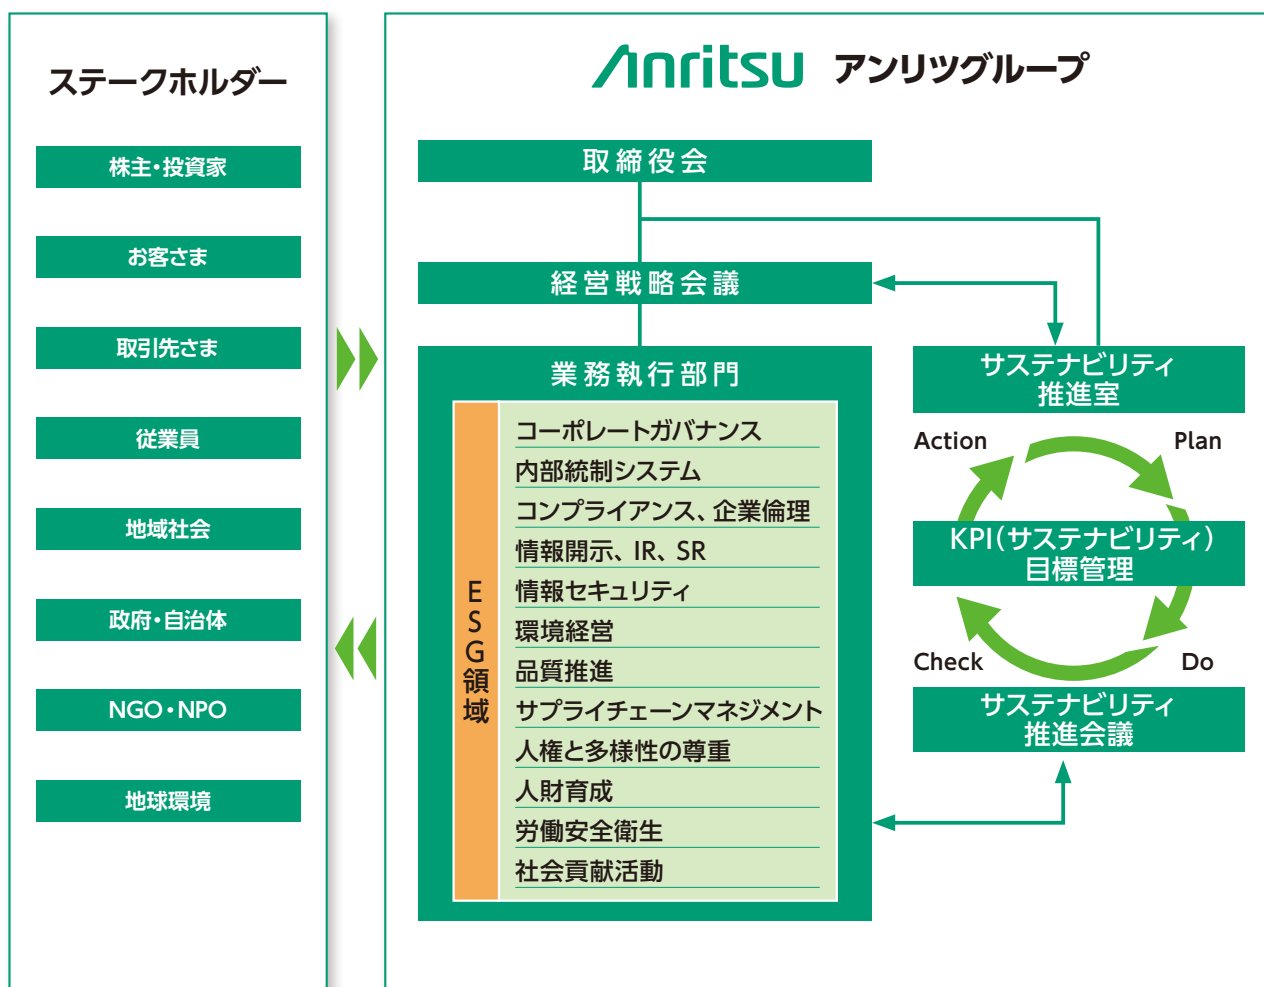 ステークホルダー
株主・投資家
お客さま
取引先さま
従業員
地域社会
政府・自治体
NGO・NPO
地球環境
Anritsu アンリツグループ
取締役会
経営戦略会議
業務執行部門
ESG領域
コーポレートガバナンス
内部統制システム
コンプライアンス、企業倫理
情報開示、IR、SR
情報セキュリティ
環境経営
品質推進
サプライチェーンマネジメント
人権と多様性の尊重
人財育成
労働安全衛生
社会貢献活動
サステナビリティ
推進室
Action
Plan
KPI(サステナビリティ)
目標管理
Check
Do
サステナビリティ
推進会議